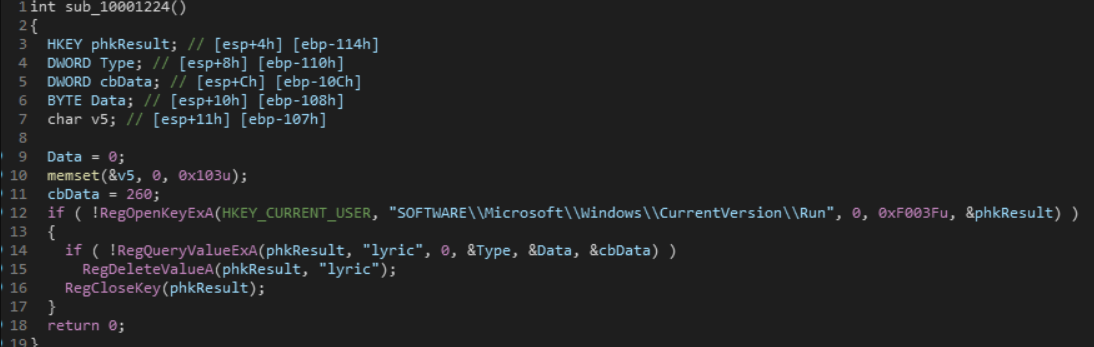 1 int sub_10001224()
2 {
3 HKEY phkResult; // [esp+4h] [ebp-114h]
4 DWORD Type; // [esp+8h] [ebp-110h]
5 DWORD cbData; // [esp+Ch] [ebp-10Ch]
6 BYTE Data; // [esp+10h] [ebp-108h]
7 char v5; // [esp+11h] [ebp-107h]
8
9 Data = 0;
10 memset(&v5, 0, 0x103u);
11 cbData = 260;
12 if ( !RegOpenKeyExA(HKEY_CURRENT_USER, "SOFTWARE\\Microsoft\\Windows\\CurrentVersion\\Run", 0, 0xF003Fu, &phkResult) )
13 {
14 if ( !RegQueryValueExA(phkResult, "lyric", 0, &Type, &Data, &cbData) )
15 RegDeleteValueA(phkResult, "lyric");
16 RegCloseKey(phkResult);
17 }
18 return 0;
19 }